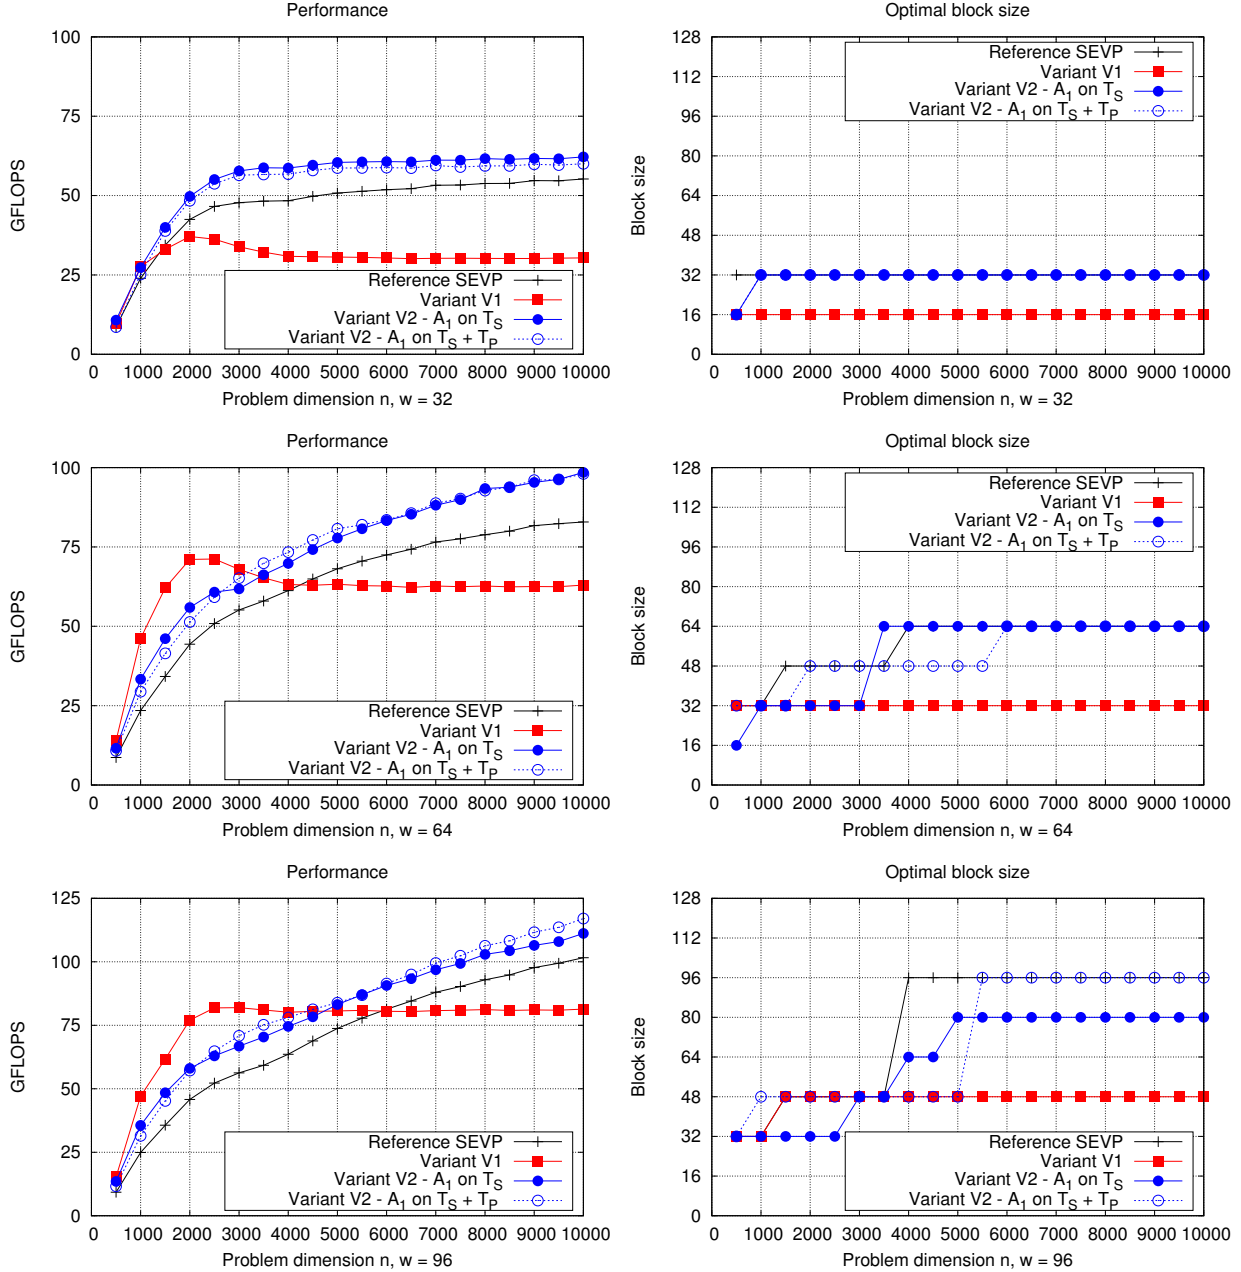 Performance
GFLOPS
100
75
50
25
0
Reference SEVP
Variant V1
Variant V2 - A1 on TS
Variant V2 - A1 on TS + TP
0 1000 2000 3000 4000 5000 6000 7000 8000 9000 10000
Problem dimension n, w = 32
Optimal block size
Block size
128
112
96
80
64
48
32
16
0
Reference SEVP
Variant V1
Variant V2 - A1 on TS
Variant V2 - A1 on TS + TP
0 1000 2000 3000 4000 5000 6000 7000 8000 9000 10000
Problem dimension n, w = 32
Performance
GFLOPS
100
75
50
25
0
Reference SEVP
Variant V1
Variant V2 - A1 on TS
Variant V2 - A1 on TS + TP
0 1000 2000 3000 4000 5000 6000 7000 8000 9000 10000
Problem dimension n, w = 64
Optimal block size
Block size
128
112
96
80
64
48
32
16
0
Reference SEVP
Variant V1
Variant V2 - A1 on TS
Variant V2 - A1 on TS + TP
0 1000 2000 3000 4000 5000 6000 7000 8000 9000 10000
Problem dimension n, w = 64
Performance
GFLOPS
125
100
75
50
25
0
Reference SEVP
Variant V1
Variant V2 - A1 on TS
Variant V2 - A1 on TS + TP
0 1000 2000 3000 4000 5000 6000 7000 8000 9000 10000
Problem dimension n, w = 96
Optimal block size
Block size
128
112
96
80
64
48
32
16
0
Reference SEVP
Variant V1
Variant V2 - A1 on TS
Variant V2 - A1 on TS + TP
0 1000 2000 3000 4000 5000 6000 7000 8000 9000 10000
Problem dimension n, w = 96